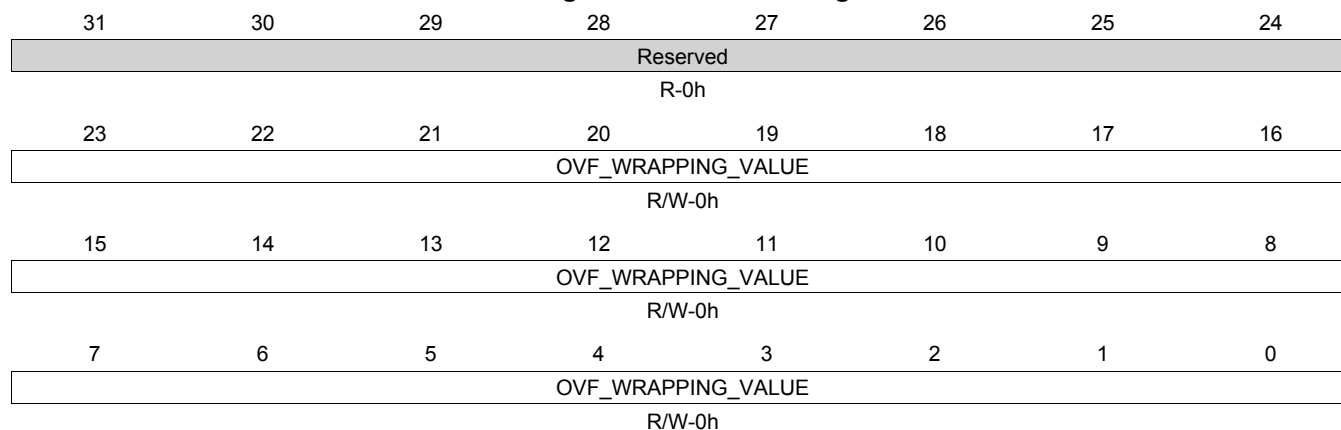 31 30 29 28 27 26 25 24
Reserved
R-0h
23 22 21 20 19 18 17 16
OVF_WRAPPING_VALUE
R/W-0h
15 14 13 12 11 10 9 8
OVF_WRAPPING_VALUE
R/W-0h
7 6 5 4 3 2 1 0
OVF_WRAPPING_VALUE
R/W-0h